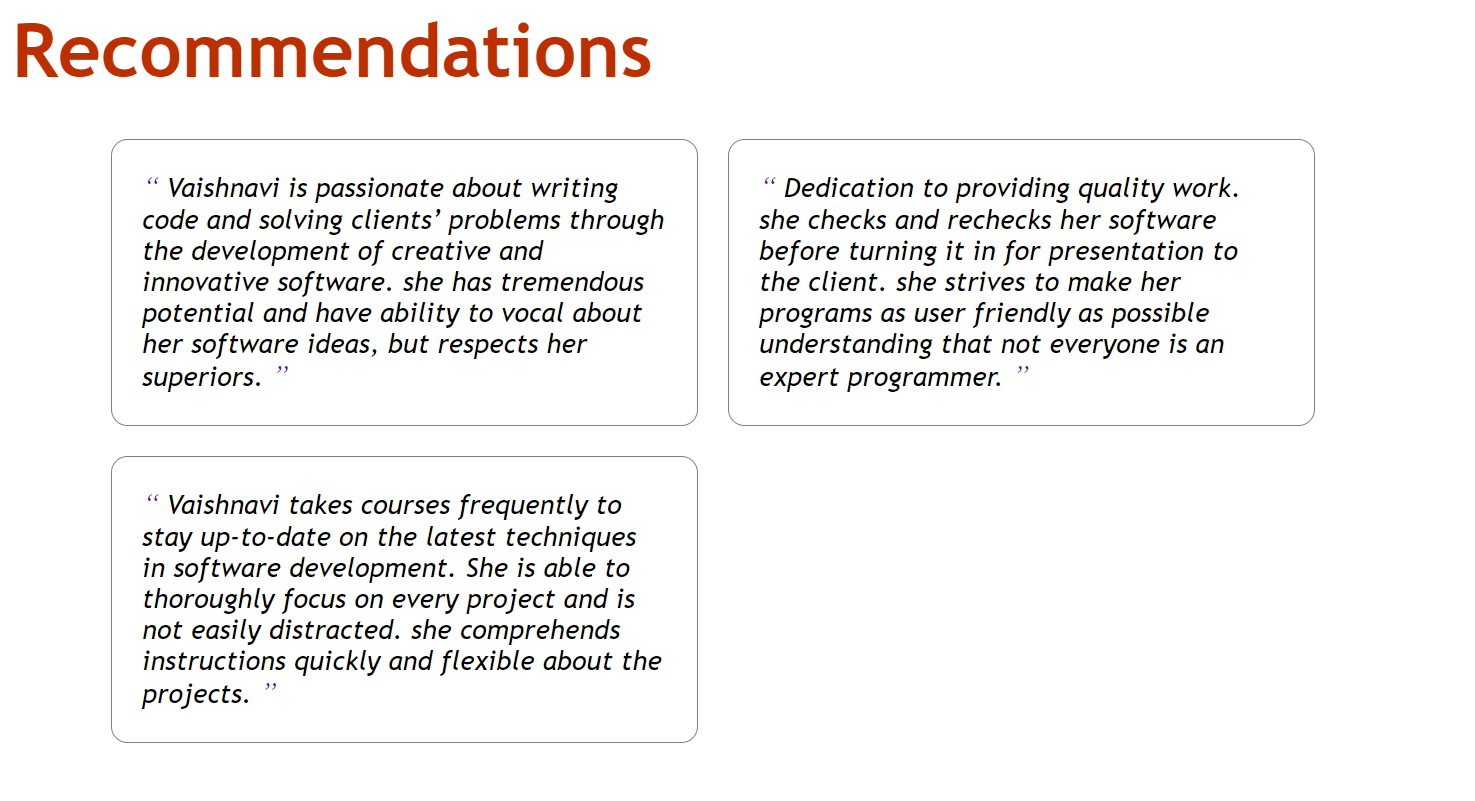 Recommendations
“ Vaishnavi is passionate about writing
code and solving clients’ problems through
the development of creative and
innovative software. she has tremendous
potential and have ability to vocal about
her software ideas, but respects her
superiors. ”
“ Dedication to providing quality work.
she checks and rechecks her software
before turning it in for presentation to
the client. she strives to make her
programs as user friendly as possible
understanding that not everyone is an
expert programmer. ”
“ Vaishnavi takes courses frequently to
stay up-to-date on the latest techniques
in software development. She is able to
thoroughly focus on every project and is
not easily distracted. she comprehends
instructions quickly and flexible about the
projects. ”